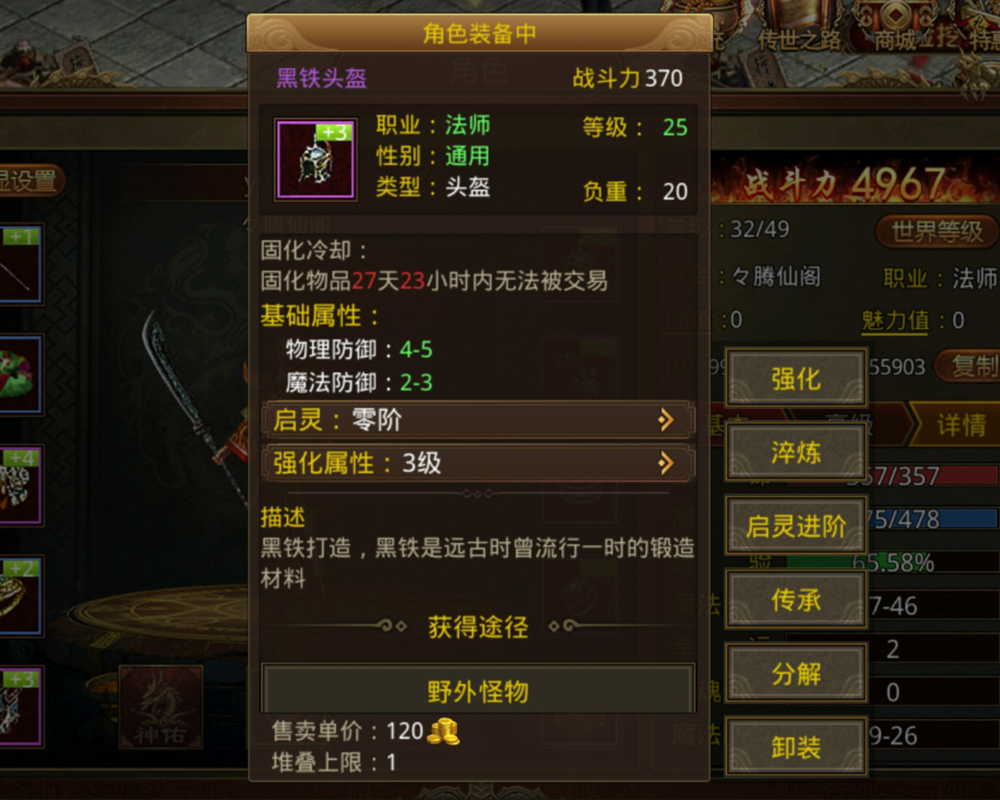 角色装备中
传世之路
商城
黑铁头盔
战斗力 370
+3
职业：法师
等级：25
性别：通用
类型：头盔
负重：20
固化冷却：
固化物品27天23小时内无法被交易
基础属性：
物理防御：4-5
魔法防御：2-3
启灵：零阶
强化属性：3级
描述
黑铁打造，黑铁是远古时曾流行一时的锻造
材料
获得途径
野外怪物
售卖单价：120
堆叠上限：1
设置
+1
+4
+2
+3
神佑
战斗力 4967
:32/49
世界等级
:々腾仙阁
职业：法师
:0
魅力值：0
55903
复制
强化
淬炼
启灵进阶
传承
分解
卸装
详情
57/357
75/478
65.58%
7-46
2
0
9-26